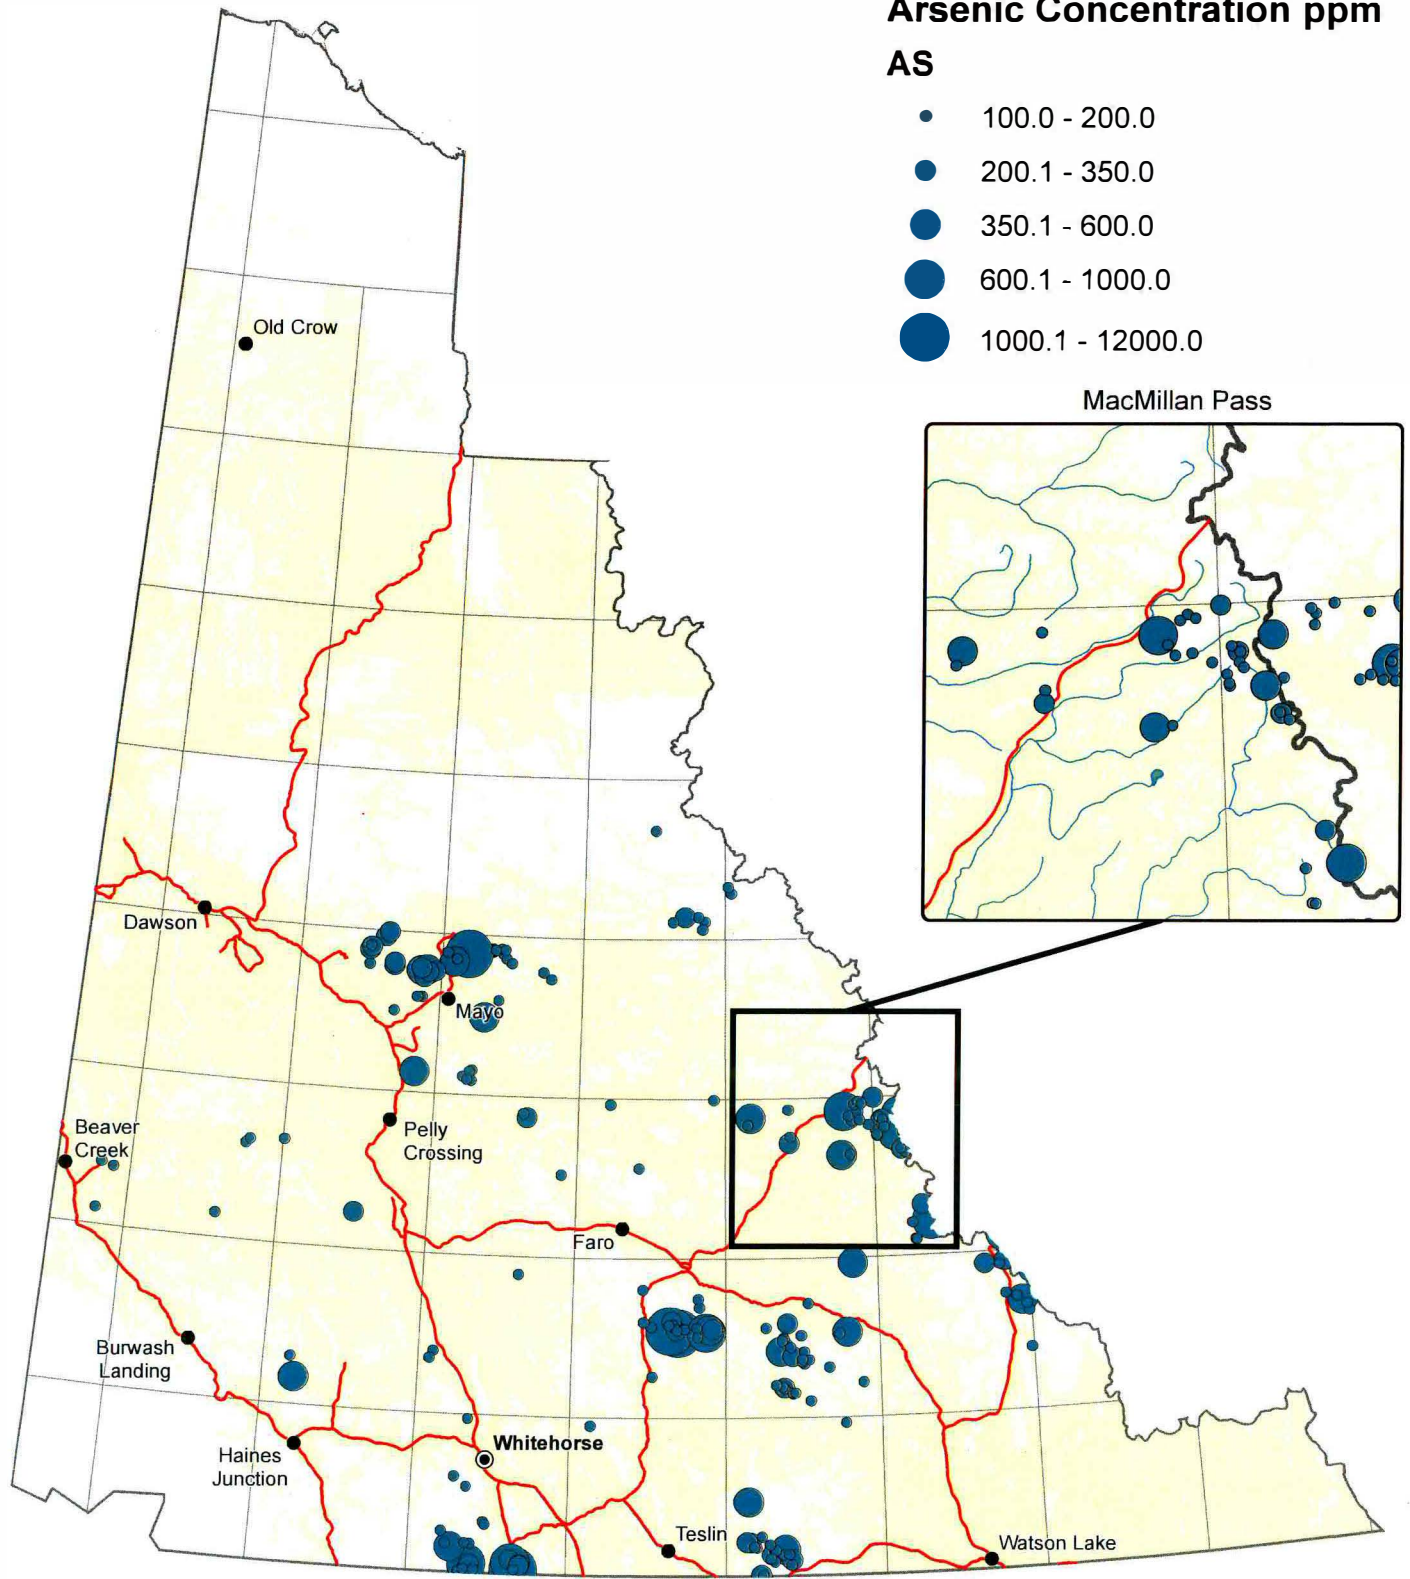 Arsenic Concentration ppm
AS
100.0 - 200.0
200.1 - 350.0
350.1 - 600.0
600.1 - 1000.0
1000.1 - 12000.0
MacMillan Pass
Old Crow
Dawson
Mayo
Beaver
Creek
Pelly
Crossing
Faro
Burwash
Landing
Haines
Junction
Whitehorse
Teslin
Watson Lake